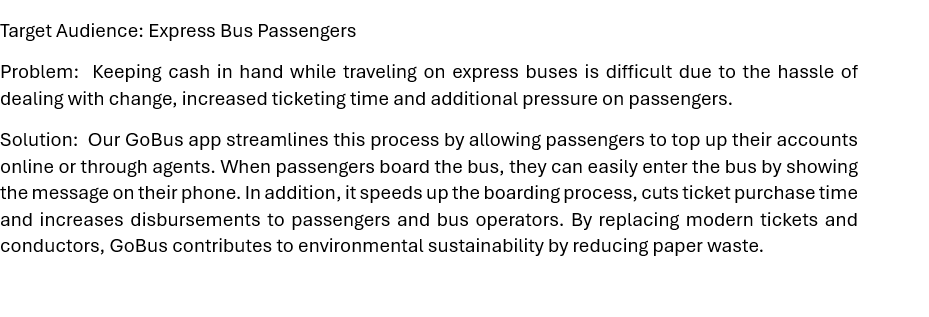 Target Audience: Express Bus Passengers
Problem:  Keeping cash in hand while traveling on express buses is difficult due to the hassle of
dealing with change, increased ticketing time and additional pressure on passengers.
Solution:  Our GoBus app streamlines this process by allowing passengers to top up their accounts
online or through agents. When passengers board the bus, they can easily enter the bus by showing
the message on their phone. In addition, it speeds up the boarding process, cuts ticket purchase time
and increases disbursements to passengers and bus operators. By replacing modern tickets and
conductors, GoBus contributes to environmental sustainability by reducing paper waste.